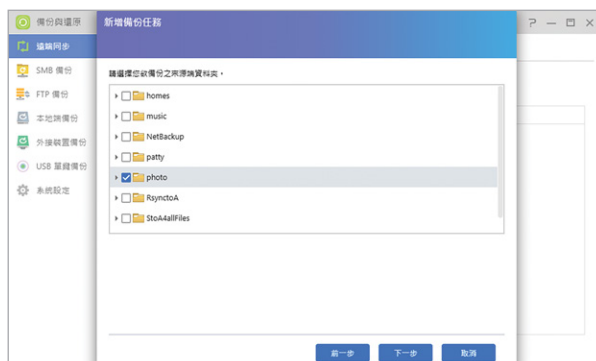 備份與還原
新增備份任務
遠端同步
SMB 備份
FTP 備份
本地端備份
外接裝置備份
USB 單鍵備份
系統設定
請選擇您欲備份之來源端資料夾。
homes
music
NetBackup
patty
photo
RsynctoA
StoA4allFiles
前一步
下一步
取消